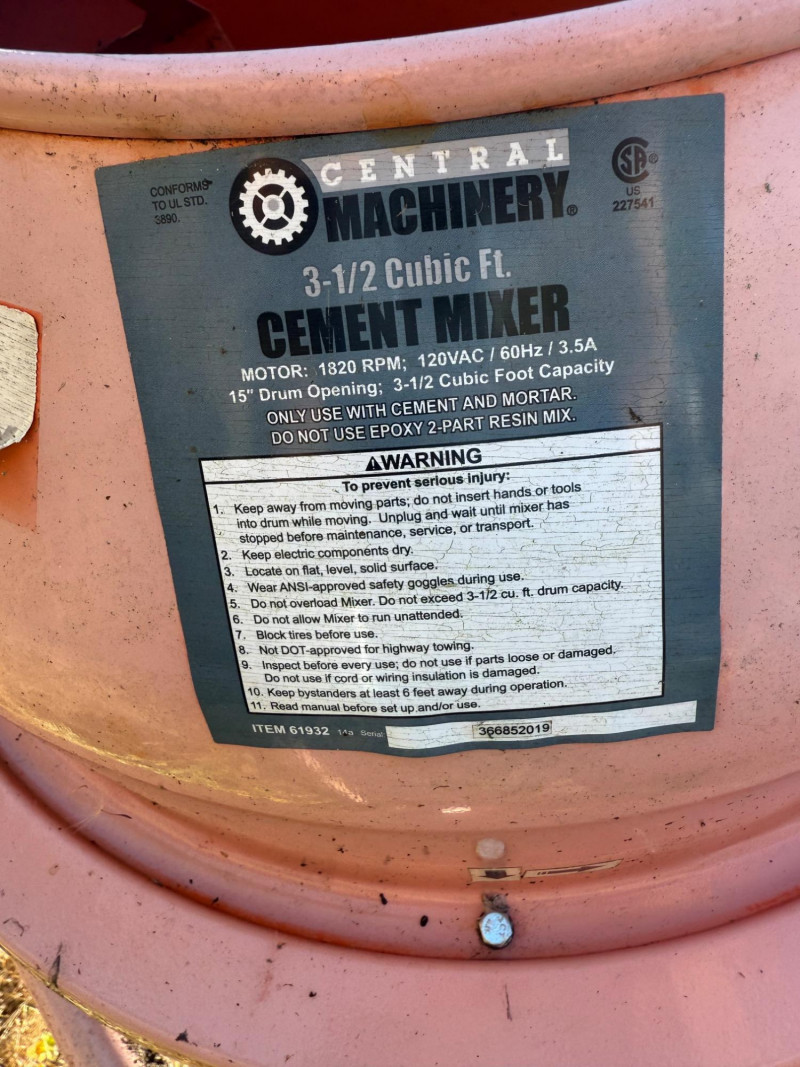 CONFORMS
TO UL STD.
3890.
CENTRAL
MACHINERY®
SA®
US
227541
3-1/2 Cubic Ft.
CEMENT MIXER
MOTOR: 1820 RPM; 120VAC / 60Hz / 3.5A
15" Drum Opening; 3-1/2 Cubic Foot Capacity
ONLY USE WITH CEMENT AND MORTAR.
DO NOT USE EPOXY 2-PART RESIN MIX.
⚠WARNING
To prevent serious injury:
1. Keep away from moving parts; do not insert hands or tools
into drum while moving. Unplug and wait until mixer has
stopped before maintenance, service, or transport.
2. Keep electric components dry.
3. Locate on flat, level, solid surface.
4. Wear ANSI-approved safety goggles during use.
5. Do not overload Mixer. Do not exceed 3-1/2 cu. ft. drum capacity.
6. Do not allow Mixer to run unattended.
7. Block tires before use.
8. Not DOT-approved for highway towing.
9. Inspect before every use; do not use if parts loose or damaged.
Do not use if cord or wiring insulation is damaged.
10. Keep bystanders at least 6 feet away during operation.
11. Read manual before set up and/or use.
ITEM 61932 14a Serial 366852019